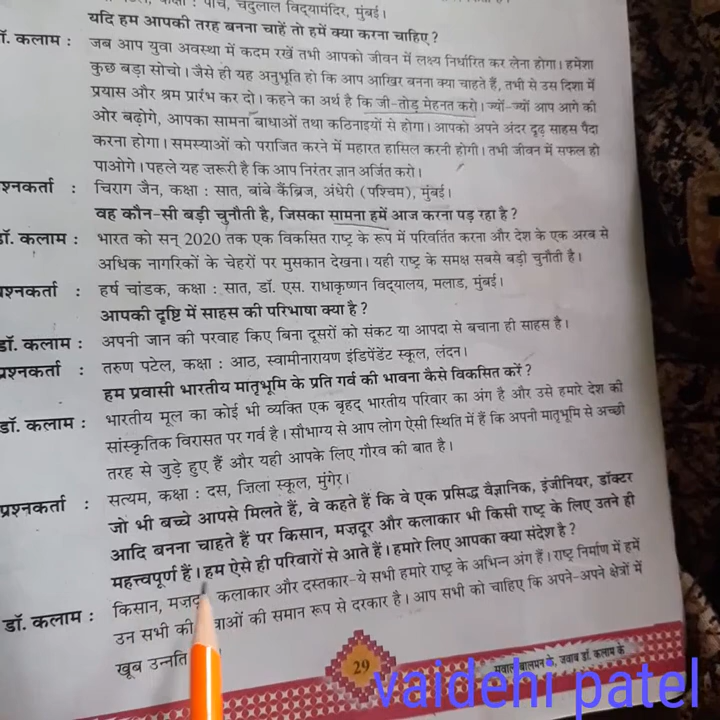 यदि हम आपकी तरह बनना चाहें तो हमें क्या करना चाहिए ?
डॉ. कलाम : जब आप युवा अवस्था में कदम रखें तभी आपको जीवन में लक्ष्य निर्धारित कर लेना होगा। हमेशा
कुछ बड़ा सोचो। जैसे ही यह अनुभूति हो कि आप आखिर बनना क्या चाहते हैं, तभी से उस दिशा में
प्रयास और श्रम प्रारंभ कर दो। कहने का अर्थ है कि जी-तोड़ मेहनत करो। ज्यों-ज्यों आप आगे की
ओर बढ़ोगे, आपका सामना बाधाओं तथा कठिनाइयों से होगा। आपको अपने अंदर दृढ़ साहस पैदा
करना होगा। समस्याओं को पराजित करने में महारत हासिल करनी होगी। तभी जीवन में सफल हो
पाओगे। पहले यह ज़रूरी है कि आप निरंतर ज्ञान अर्जित करो।
प्रश्नकर्ता : चिराग जैन, कक्षा : सात, बांबे कैंब्रिज, अंधेरी (पश्चिम), मुंबई।
वह कौन-सी बड़ी चुनौती है, जिसका सामना हमें आज करना पड़ रहा है ?
डॉ. कलाम : भारत को सन् 2020 तक एक विकसित राष्ट्र के रूप में परिवर्तित करना और देश के एक अरब से
अधिक नागरिकों के चेहरों पर मुसकान देखना। यही राष्ट्र के समक्ष सबसे बड़ी चुनौती है।
प्रश्नकर्ता : हर्ष चांडक, कक्षा : सात, डॉ. एस. राधाकृष्णन विद्यालय, मलाड, मुंबई।
आपकी दृष्टि में साहस की परिभाषा क्या है ?
डॉ. कलाम : अपनी जान की परवाह किए बिना दूसरों को संकट या आपदा से बचाना ही साहस है।
प्रश्नकर्ता : तरुण पटेल, कक्षा : आठ, स्वामीनारायण इंडिपेंडेंट स्कूल, लंदन।
हम प्रवासी भारतीय मातृभूमि के प्रति गर्व की भावना कैसे विकसित करें ?
डॉ. कलाम : भारतीय मूल का कोई भी व्यक्ति एक बृहद् भारतीय परिवार का अंग है और उसे हमारे देश की
सांस्कृतिक विरासत पर गर्व है। सौभाग्य से आप लोग ऐसी स्थिति में हैं कि अपनी मातृभूमि से अच्छी
तरह से जुड़े हुए हैं और यही आपके लिए गौरव की बात है।
प्रश्नकर्ता : सत्यम, कक्षा : दस, ज़िला स्कूल, मुंगेर।
जो भी बच्चे आपसे मिलते हैं, वे कहते हैं कि वे एक प्रसिद्ध वैज्ञानिक, इंजीनियर, डॉक्टर
आदि बनना चाहते हैं पर किसान, मज़दूर और कलाकार भी किसी राष्ट्र के लिए उतने ही
महत्त्वपूर्ण हैं। हम ऐसे ही परिवारों से आते हैं। हमारे लिए आपका क्या संदेश है ?
डॉ. कलाम : किसान, मज़दूर कलाकार और दस्तकार-ये सभी हमारे राष्ट्र के अभिन्न अंग हैं। राष्ट्र निर्माण में हमें
उन सभी की सेवाओं की समान रूप से दरकार है। आप सभी को चाहिए कि अपने-अपने क्षेत्रों में
खूब उन्नति
29
सवाल बालमन के, जवाब डॉ. कलाम के
vaidehi patel